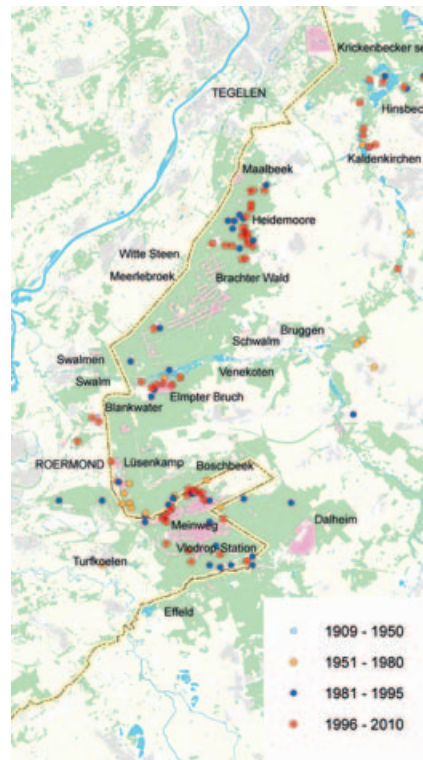 Krickenbecker se
TEGELEN
Hinsbec
Kaldenkirchen
Maalbeek
Heidemoore
Witte Steen
Meerlebroek
Brachter Wald
Bruggen
Schwalm
Swalmen
Venekoten
Swalm
Elmpter Bruch
Blankwater
ROERMOND
Lüsenkamp
Boschbeek
Meinweg
Dalheim
Vlodrop Station
Turfkoelen
Effeld
1909 - 1950
1951 - 1980
1981 - 1995
1996 - 2010